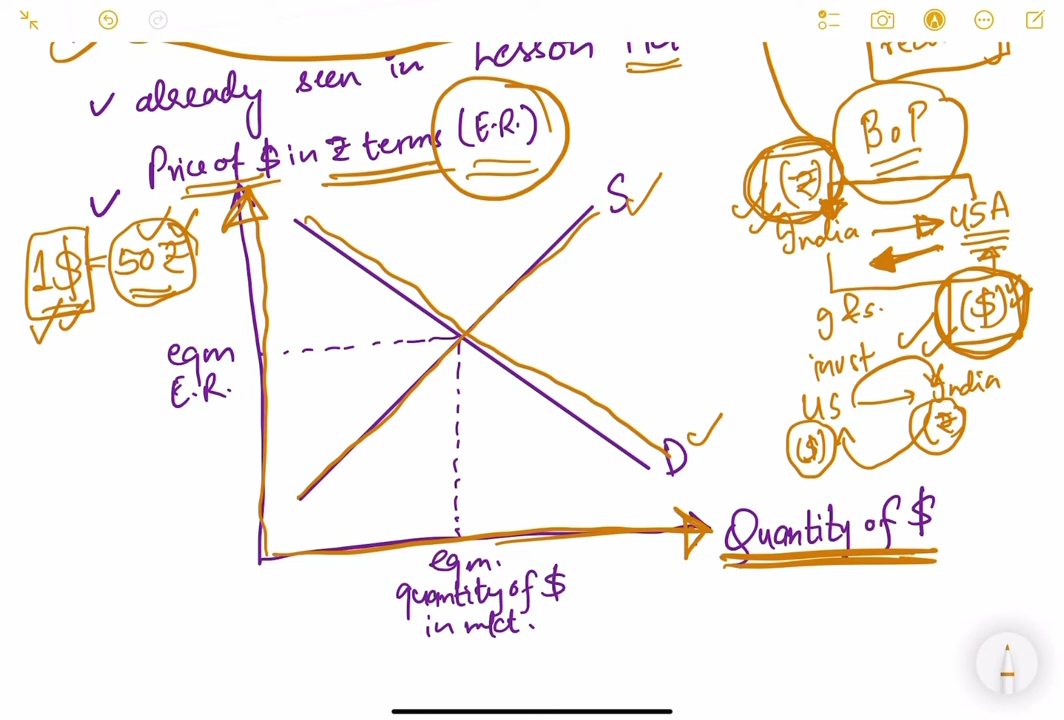 Lesson
✓ already seen in
Price of $ in ₹ terms (E.R.)
✓
1$ = 50 ₹
S
eqm
E.R.
D
Quantity of $
eqm.
quantity of $
in mkt.
BoP
(₹)
India
USA
g & s.
($)
must
US
India
($)
(₹)